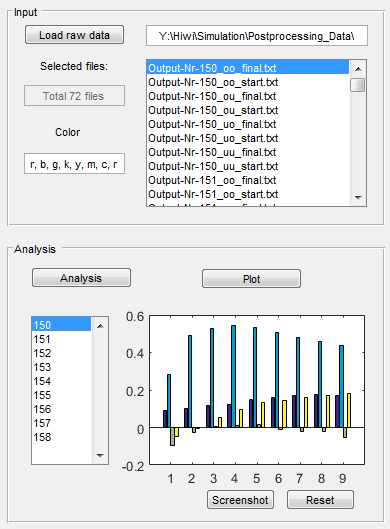 Input
Load raw data
Y:\Hiwi\Simulation\Postprocessing_Data\
Selected files:
Total 72 files
Color
r, b, g, k, y, m, c, r
Output-Nr-150_oo_final.txt
Output-Nr-150_oo_start.txt
Output-Nr-150_ou_final.txt
Output-Nr-150_ou_start.txt
Output-Nr-150_uo_final.txt
Output-Nr-150_uo_start.txt
Output-Nr-150_uu_final.txt
Output-Nr-150_uu_start.txt
Output-Nr-151_oo_final.txt
Output-Nr-151_oo_start.txt
Output-Nr-151_ou_final.txt
Analysis
Analysis
Plot
150
151
152
153
154
155
156
157
158
0.6
0.4
0.2
0
-0.2
1 2 3 4 5 6 7 8 9
Screenshot
Reset